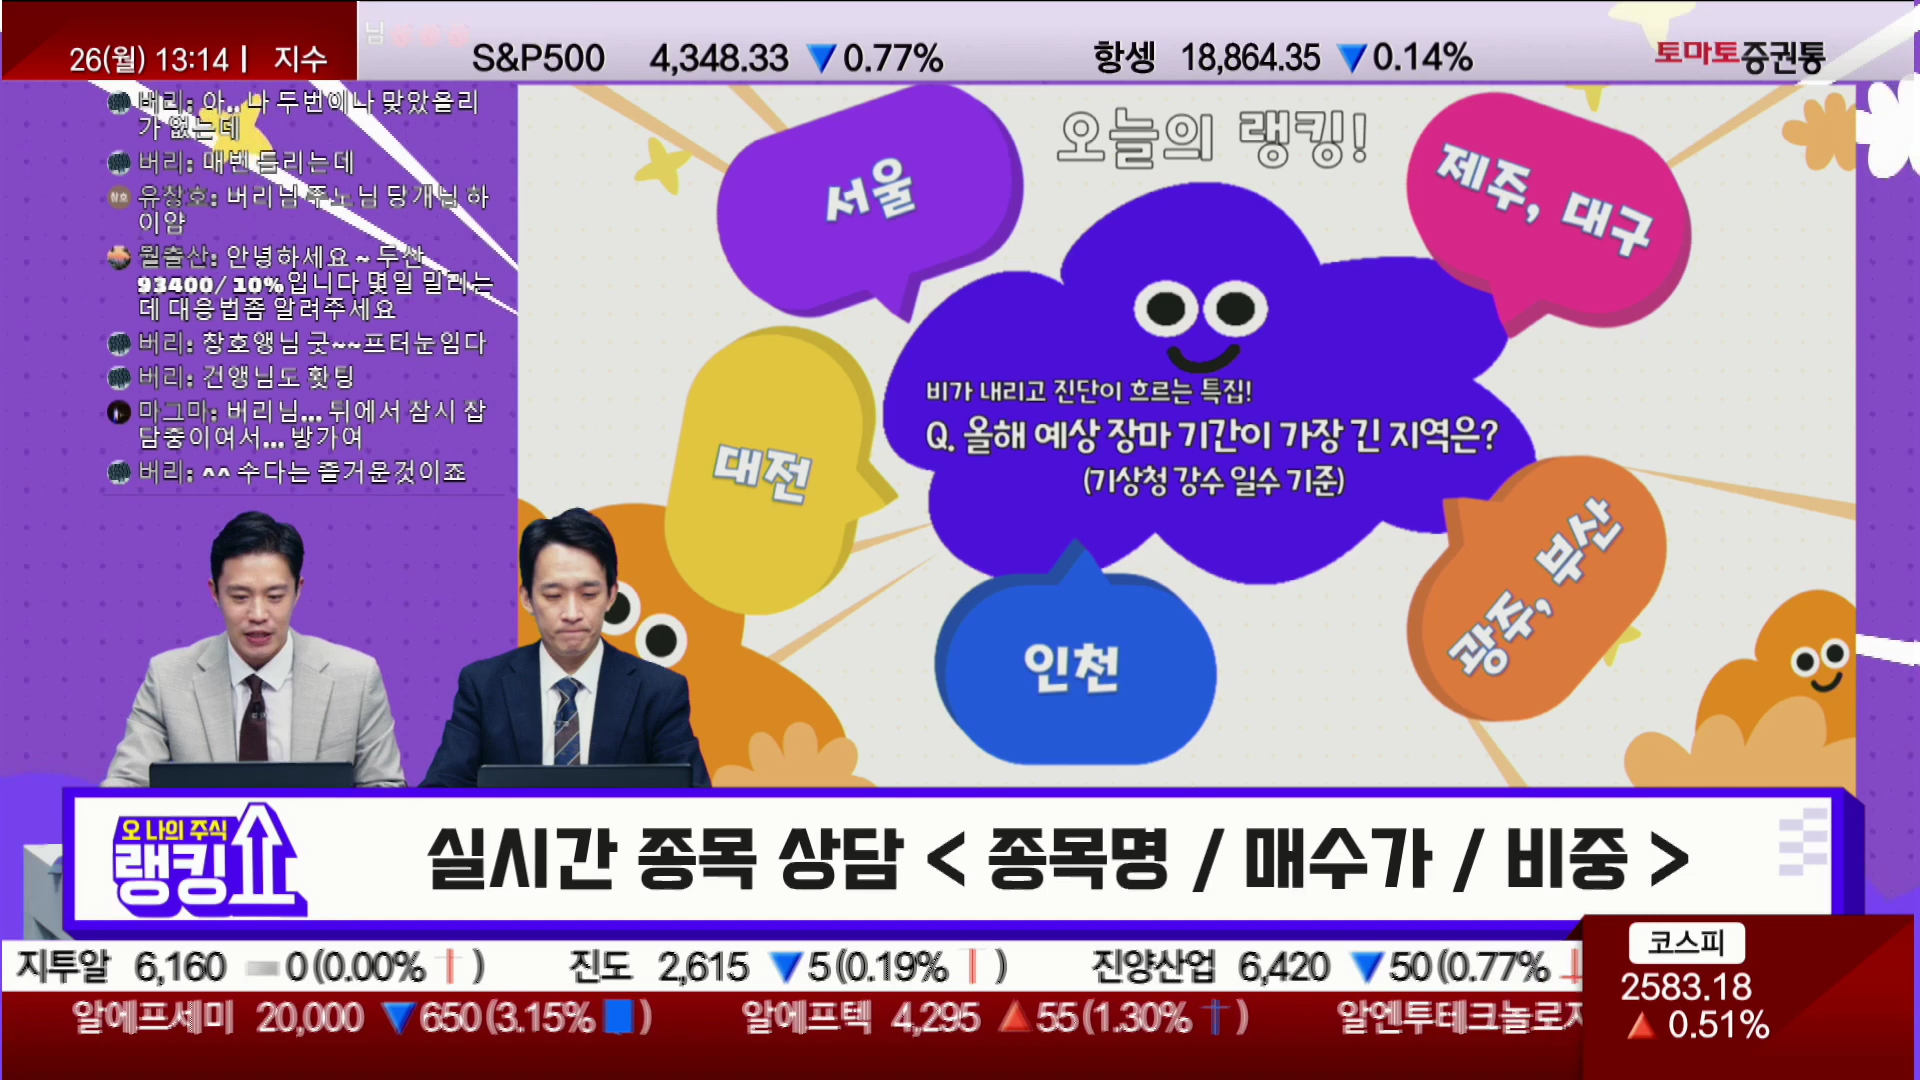 26(월) 13:14 | 지수
S&P500 4,348.33 ▼0.77%
항셍 18,864.35 ▼0.14%
토마토증권통
님
버리: 아.. 나 두번이나 맞았을리
가 없는데
버리: 매번 틀리는데
유창호: 버리님 주노님 당개님 하
이얌
월출산: 안녕하세요 ~ 두산
93400/ 10%입니다 몇일 밀리는
데 대응법좀 알려주세요
버리: 창호앵님 굿~~프터눈임다
버리: 건앵님도 홧팅
마그마: 버리님... 뒤에서 잠시 잡
담중이여서... 방가여
버리: ^^ 수다는 즐거운것이죠
오늘의 랭킹!
서울
제주, 대구
비가 내리고 진단이 흐르는 특집!
Q. 올해 예상 장마 기간이 가장 긴 지역은?
(기상청 강수 일수 기준)
대전
광주, 부산
인천
오 나의 주식
랭킹쇼
실시간 종목 상담 < 종목명 / 매수가 / 비중 >
지투알 6,160 0(0.00% ↑ ) 진도 2,615 ▼5(0.19% ) 진양산업 6,420 ▼50(0.77%
알에프세미 20,000 ▼650(3.15% ) 알에프텍 4,295 ▲55(1.30% ↑ ) 알엔투테크놀로지
코스피
2583.18
▲ 0.51%